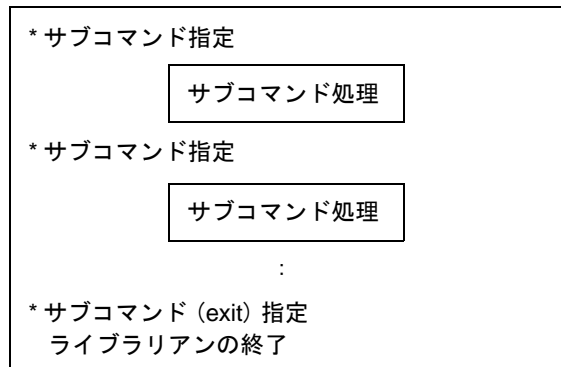 * サブコマンド指定
サブコマンド処理
* サブコマンド指定
サブコマンド処理
:
* サブコマンド（exit）指定
ライブラリアンの終了